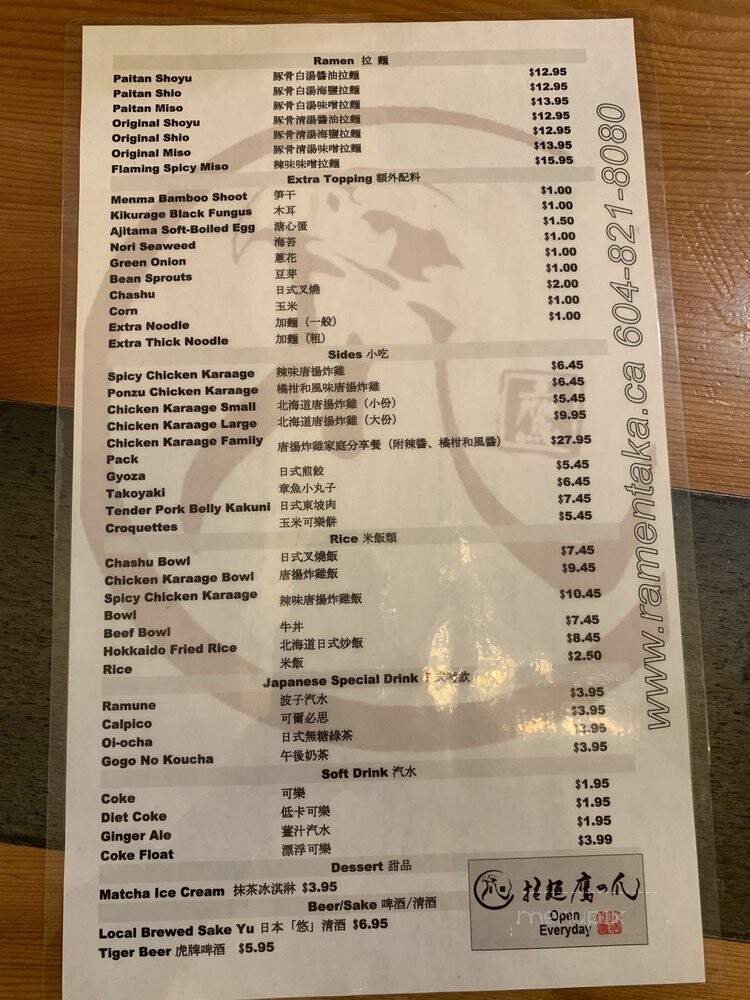 Ramen 拉 麵
Paitan Shoyu 豚骨白湯醬油拉麵 $12.95
Paitan Shio 豚骨白湯海鹽拉麵 $12.95
Paitan Miso 豚骨白湯味噌拉麵 $13.95
Original Shoyu 豚骨清湯醬油拉麵 $12.95
Original Shio 豚骨清湯海鹽拉麵 $12.95
Original Miso 豚骨清湯味噌拉麵 $13.95
Flaming Spicy Miso 辣味味噌拉麵 $15.95
Extra Topping 額外配料
Menma Bamboo Shoot 笋干 $1.00
Kikurage Black Fungus 木耳 $1.00
Ajitama Soft-Boiled Egg 溏心蛋 $1.50
Nori Seaweed 海苔 $1.00
Green Onion 蔥花 $1.00
Bean Sprouts 豆芽 $1.00
Chashu 日式叉燒 $2.00
Corn 玉米 $1.00
Extra Noodle 加麵（一般） $1.00
Extra Thick Noodle 加麵（粗）
Sides 小吃
Spicy Chicken Karaage 辣味唐揚炸雞 $6.45
Ponzu Chicken Karaage 橘柑和風味唐揚炸雞 $6.45
Chicken Karaage Small 北海道唐揚炸雞（小份） $5.45
Chicken Karaage Large 北海道唐揚炸雞（大份） $9.95
Chicken Karaage Family 唐揚炸雞家庭分享餐（附辣醬、橘柑和風醬） $27.95
Pack
Gyoza 日式煎餃 $5.45
Takoyaki 章魚小丸子 $6.45
Tender Pork Belly Kakuni 日式東坡肉 $7.45
Croquettes 玉米可樂餅 $5.45
Rice 米飯類
Chashu Bowl 日式叉燒飯 $7.45
Chicken Karaage Bowl 唐揚炸雞飯 $9.45
Spicy Chicken Karaage 辣味唐揚炸雞飯 $10.45
Bowl
Beef Bowl 牛丼 $7.45
Hokkaido Fried Rice 北海道日式炒飯 $8.45
Rice 米飯 $2.50
Japanese Special Drink
Ramune 波子汽水 $3.95
Calpico 可爾必思 $3.95
Oi-ocha 日式無糖綠茶 $3.95
Gogo No Koucha 午後奶茶 $3.95
Soft Drink 汽水
Coke 可樂 $1.95
Diet Coke 低卡可樂 $1.95
Ginger Ale 薑汁汽水 $1.95
Coke Float 漂浮可樂 $3.99
Dessert 甜品
Matcha Ice Cream 抹茶冰淇淋 $3.95
Beer/Sake 啤酒/清酒
Local Brewed Sake Yu 日本「悠」清酒 $6.95
Tiger Beer 虎牌啤酒 $5.95
www.ramentaka.ca 604-821-8080
拉麵鷹の爪
Open
Everyday
menupix